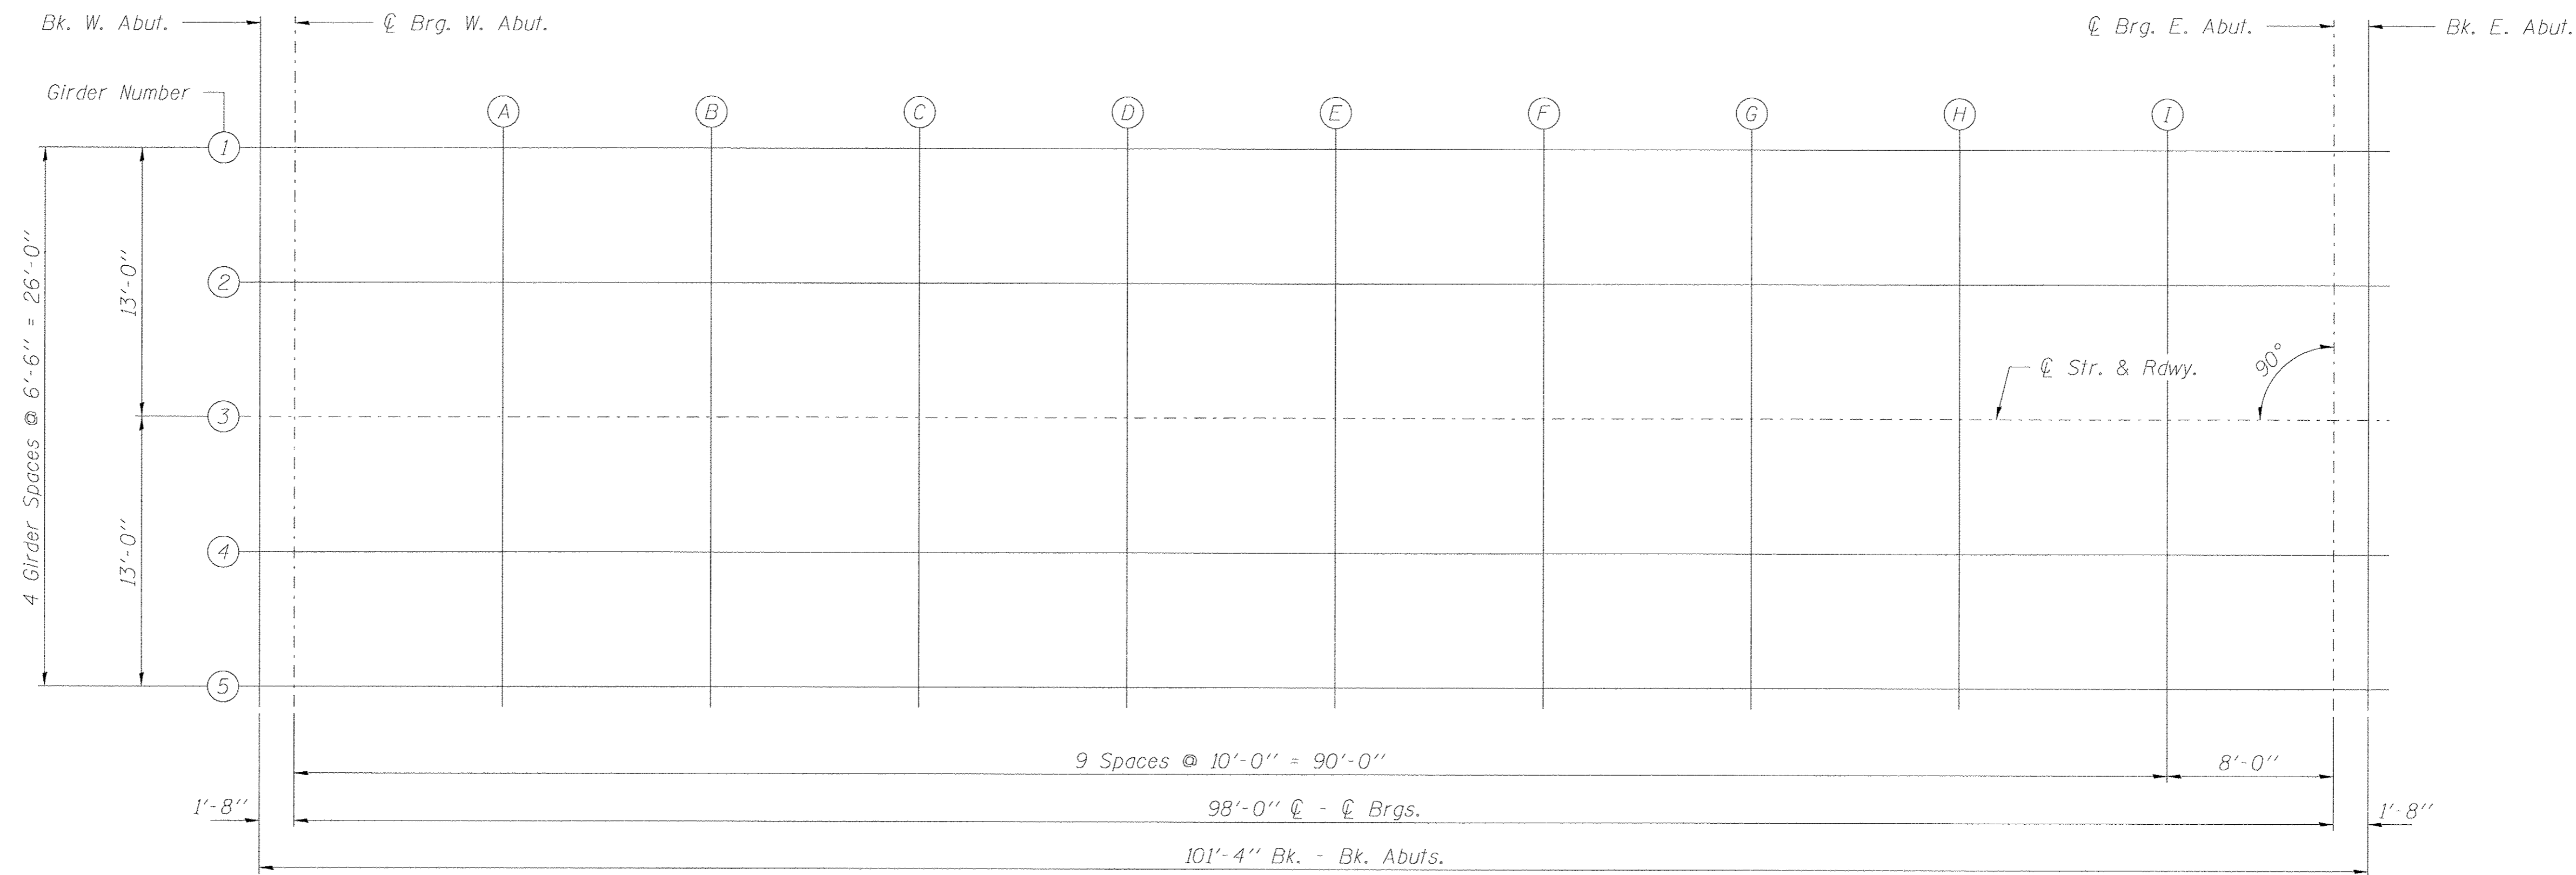 Bk. W. Abut.
℄ Brg. W. Abut.
℄ Brg. E. Abut.
Bk. E. Abut.
Girder Number
A
B
C
D
E
F
G
H
I
1
2
3
4
5
4 Girder Spaces @ 6'-6" = 26'-0"
13'-0"
13'-0"
℄ Str. & Rdwy.
90°
9 Spaces @ 10'-0" = 90'-0"
8'-0"
1'-8"
98'-0" ℄ - ℄ Brgs.
1'-8"
101'-4" Bk. - Bk. Abuts.